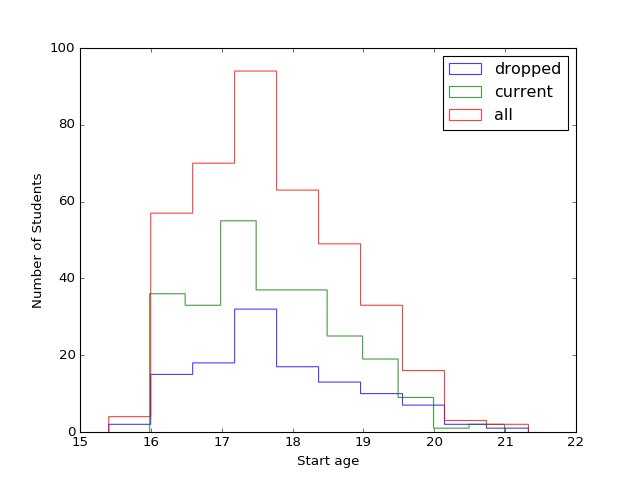 100
80
60
40
20
0
Number of Students
15 16 17 18 19 20 21 22
Start age
dropped
current
all